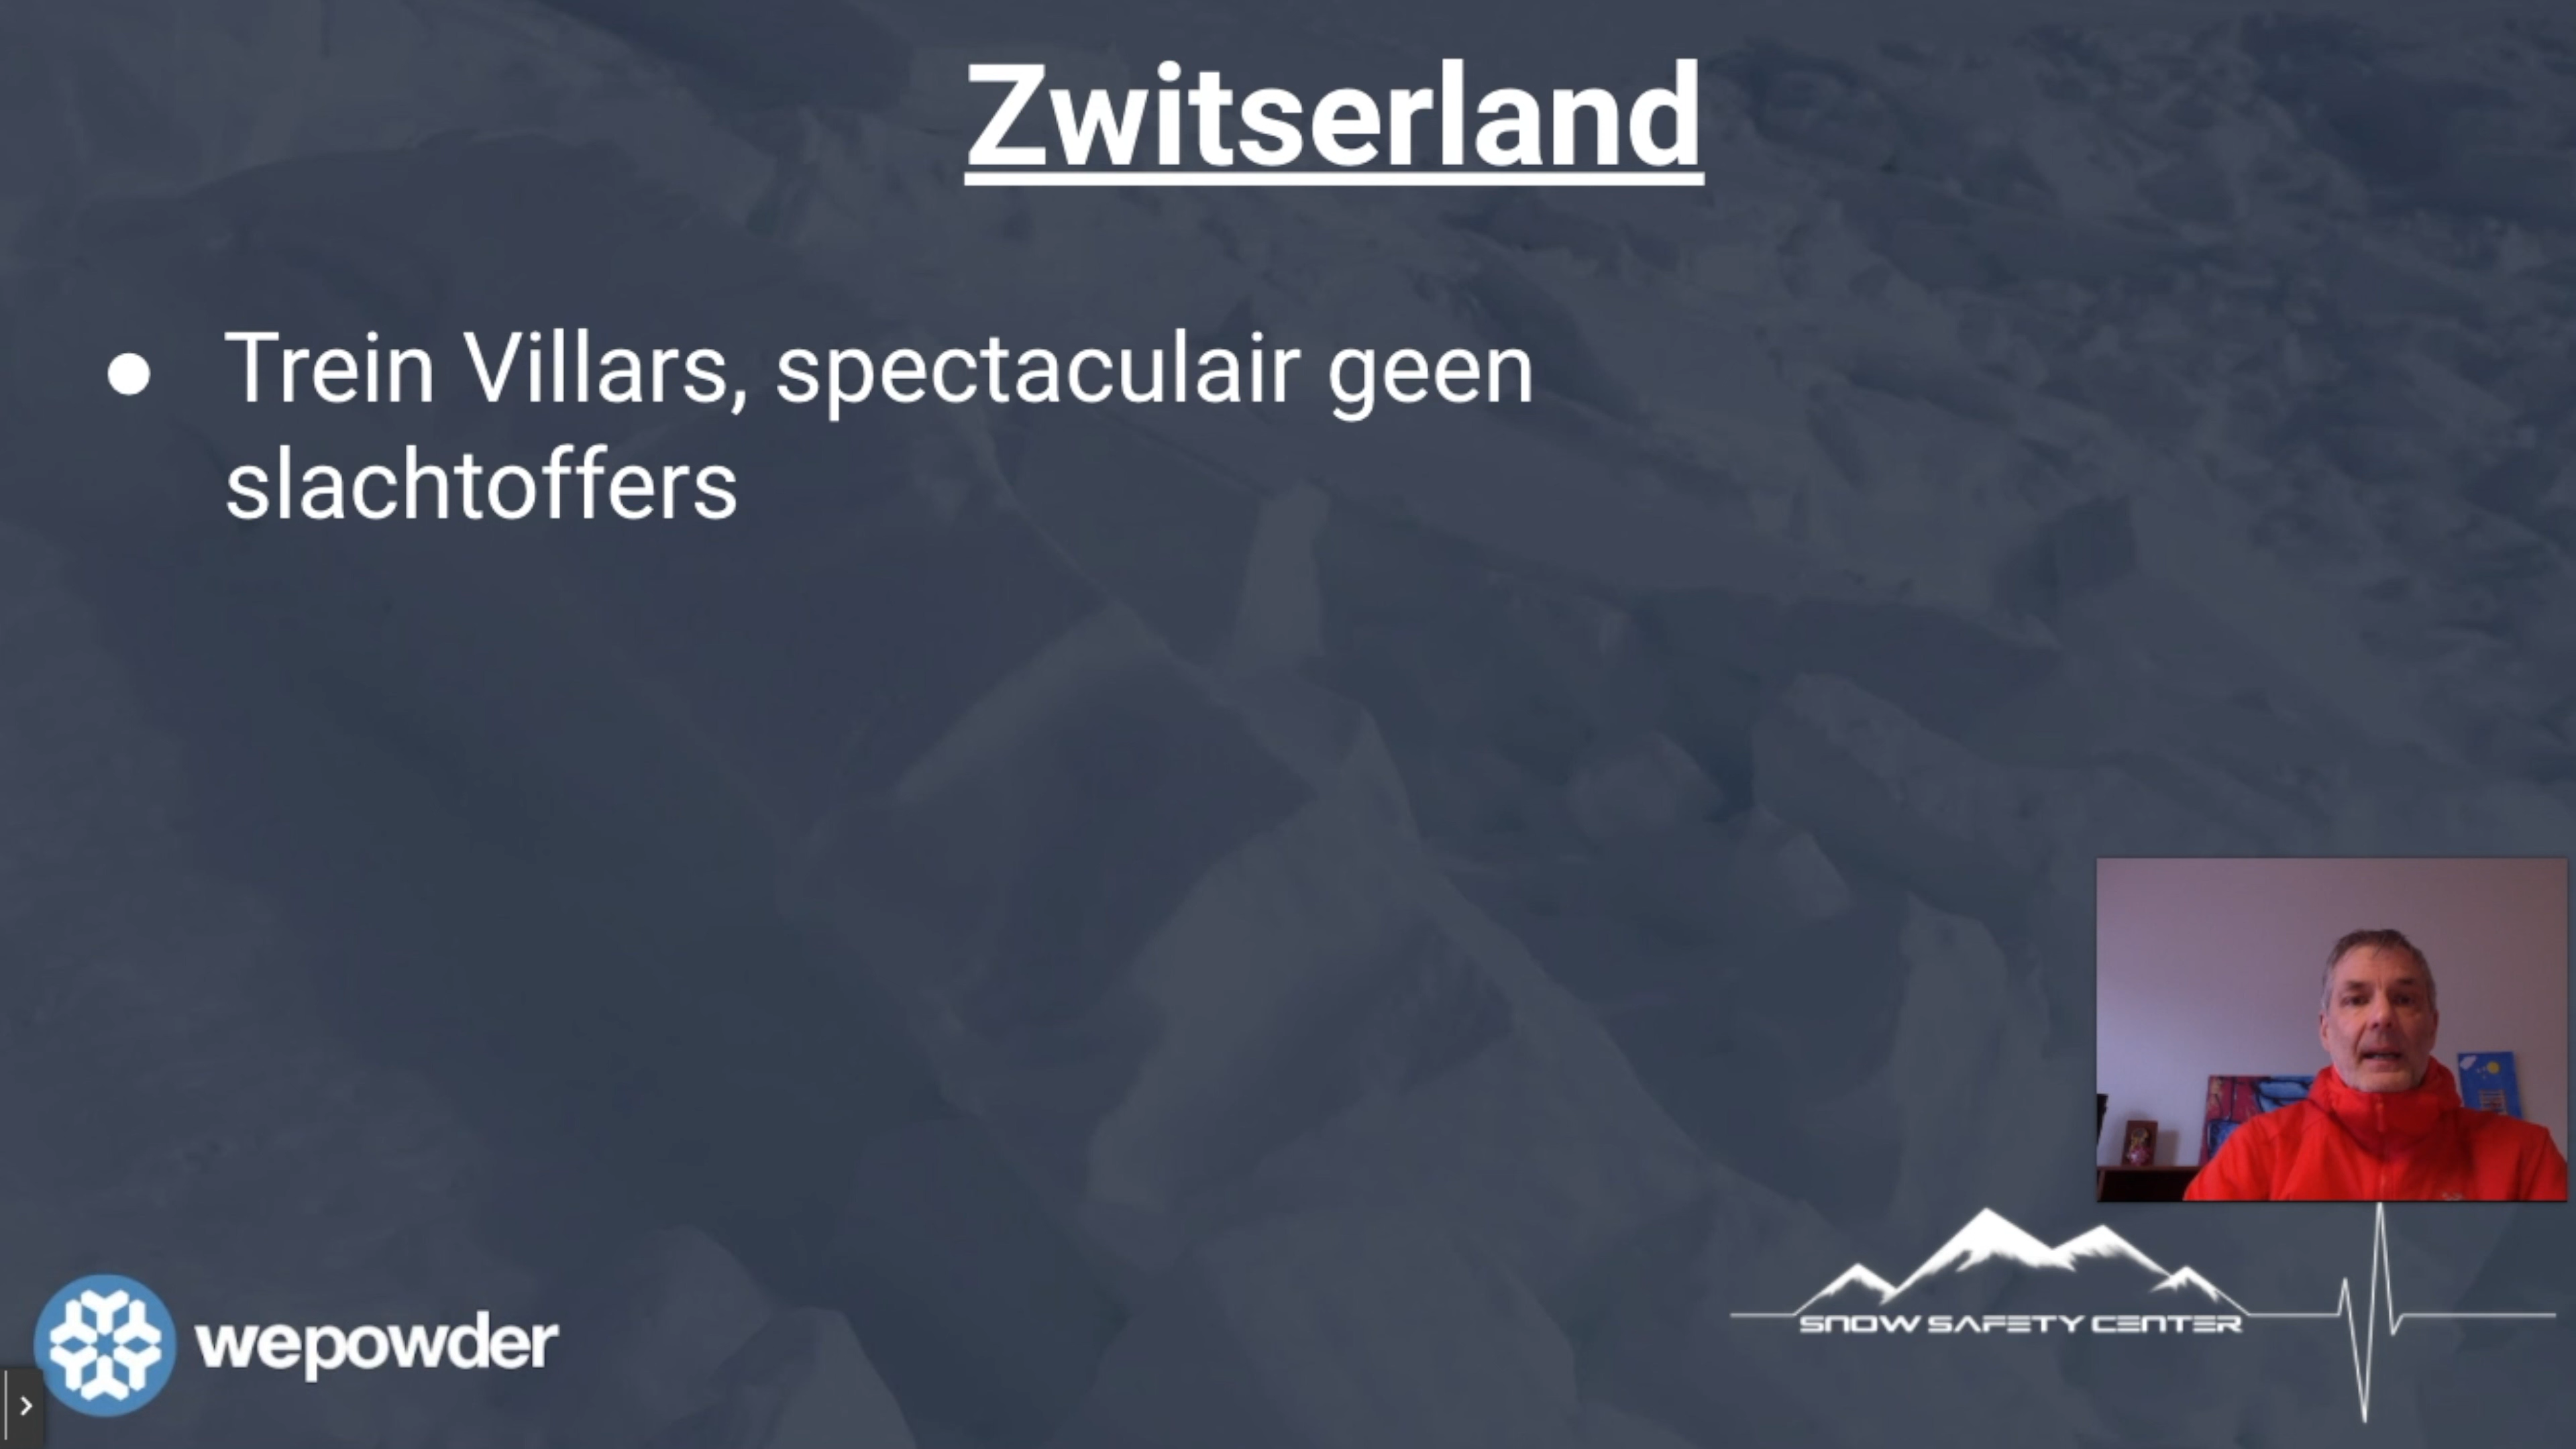 Zwitserland
● Trein Villars, spectaculair geen
slachtoffers
wepowder
SNOW SAFETY CENTER